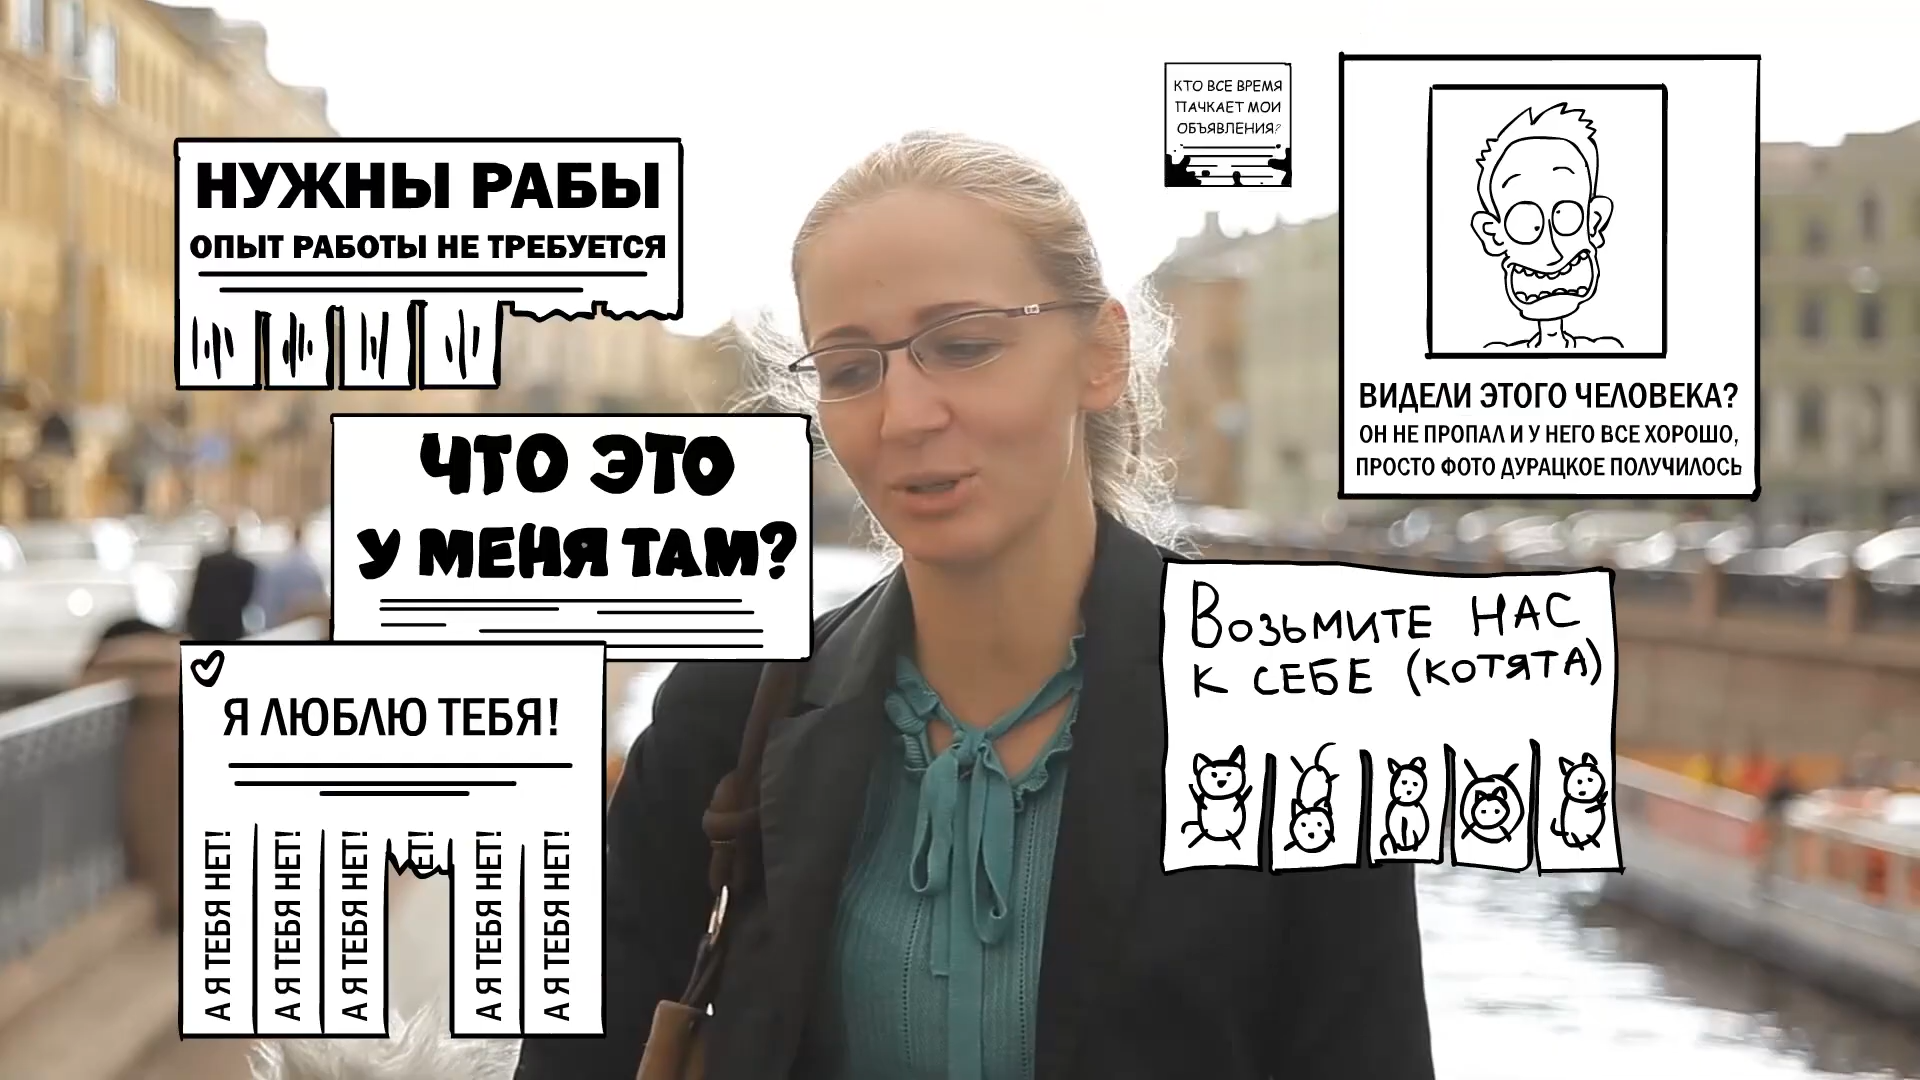 НУЖНЫ РАБЫ
ОПЫТ РАБОТЫ НЕ ТРЕБУЕТСЯ
ЧТО ЭТО
У МЕНЯ ТАМ?
Я ЛЮБЛЮ ТЕБЯ!
А Я ТЕБЯ НЕТ!
А Я ТЕБЯ НЕТ!
А Я ТЕБЯ НЕТ!
ЕТ!
А Я ТЕБЯ НЕТ!
А Я ТЕБЯ НЕТ!
КТО ВСЕ ВРЕМЯ
ПАЧКАЕТ МОИ
ОБЪЯВЛЕНИЯ?
ВИДЕЛИ ЭТОГО ЧЕЛОВЕКА?
ОН НЕ ПРОПАЛ И У НЕГО ВСЕ ХОРОШО,
ПРОСТО ФОТО ДУРАЦКОЕ ПОЛУЧИЛОСЬ
ВОЗЬМИТЕ НАС
К СЕБЕ (КОТЯТА)